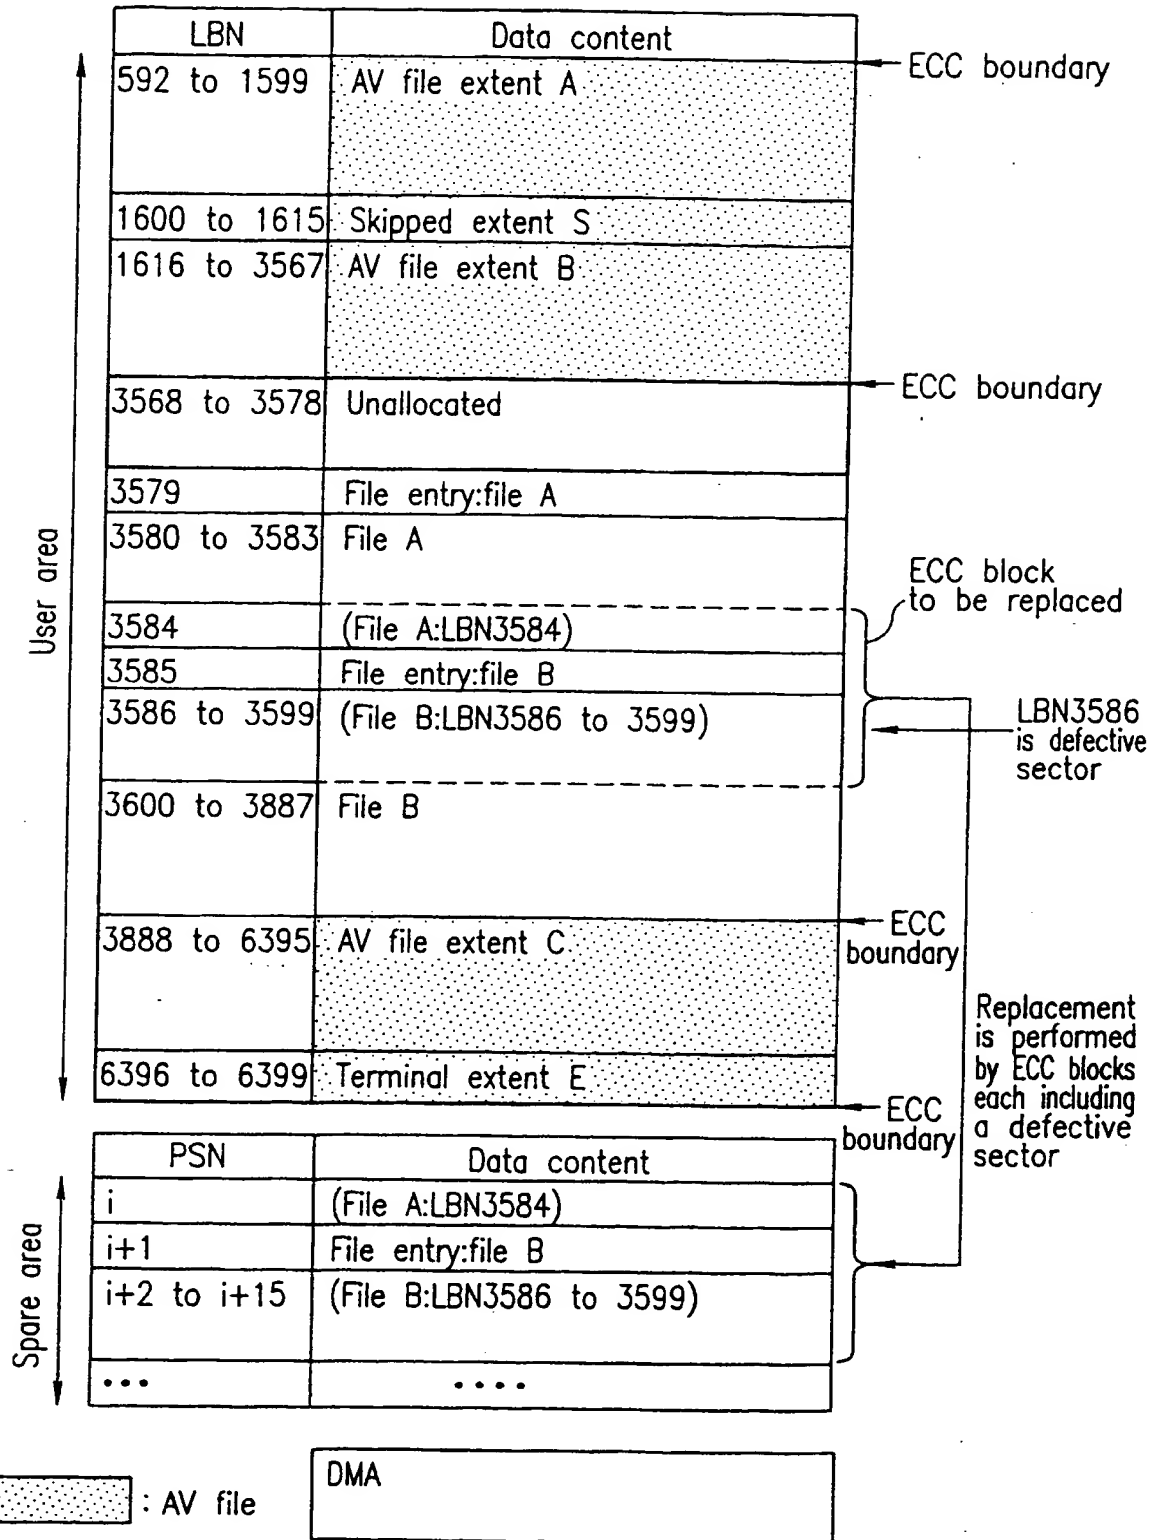 LBN Data content
592 to 1599 AV file extent A
ECC boundary
1600 to 1615 Skipped extent S
1616 to 3567 AV file extent B
ECC boundary
3568 to 3578 Unallocated
3579 File entry:file A
3580 to 3583 File A
ECC block
to be replaced
3584 (File A:LBN3584)
3585 File entry:file B
3586 to 3599 (File B:LBN3586 to 3599)
LBN3586
is defective
sector
3600 to 3887 File B
ECC
boundary
3888 to 6395 AV file extent C
6396 to 6399 Terminal extent E
ECC
boundary
Replacement
is performed
by ECC blocks
each including
a defective
sector
User area
PSN Data content
i (File A:LBN3584)
i+1 File entry:file B
i+2 to i+15 (File B:LBN3586 to 3599)
••• ••••
Spare area
: AV file
DMA